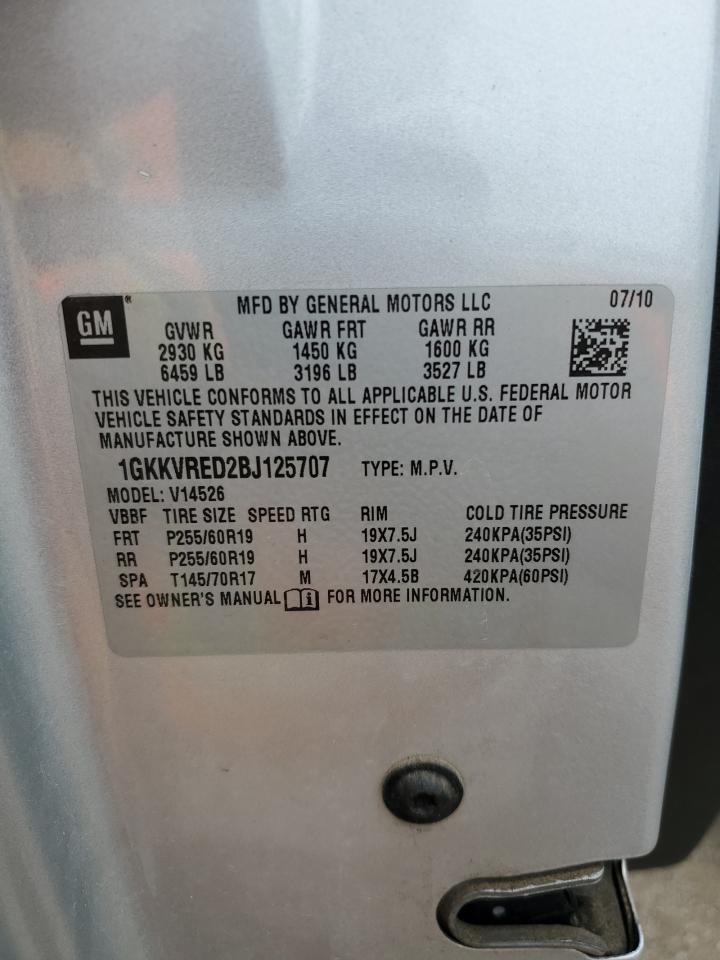 GM® MFD BY GENERAL MOTORS LLC 07/10
GVWR GAWR FRT GAWR RR
2930 KG 1450 KG 1600 KG
6459 LB 3196 LB 3527 LB
THIS VEHICLE CONFORMS TO ALL APPLICABLE U.S. FEDERAL MOTOR
VEHICLE SAFETY STANDARDS IN EFFECT ON THE DATE OF
MANUFACTURE SHOWN ABOVE.
1GKKVRED2BJ125707 TYPE: M.P.V.
MODEL: V14526
VBBF TIRE SIZE SPEED RTG RIM COLD TIRE PRESSURE
FRT P255/60R19 H 19X7.5J 240KPA(35PSI)
RR P255/60R19 H 19X7.5J 240KPA(35PSI)
SPA T145/70R17 M 17X4.5B 420KPA(60PSI)
SEE OWNER'S MANUAL i FOR MORE INFORMATION.